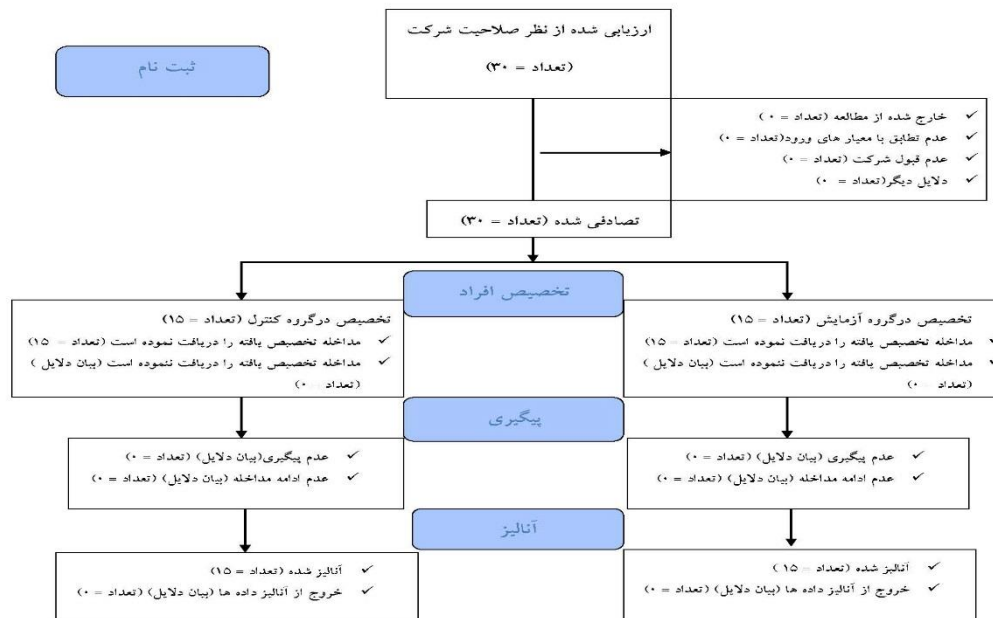 ارزیابی شده از نظر صلاحیت شرکت
(تعداد = ۳۰)
ثبت نام
خارج شده از مطالعه (تعداد = ۰)
عدم تطابق با معیار های ورود(تعداد = ۰)
عدم قبول شرکت (تعداد = ۰)
دلایل دیگر(تعداد = ۰)
تصادفی شده (تعداد = ۳۰)
تخصیص افراد
تخصیص درگروه آزمایش (تعداد = ۱۵)
مداخله تخصیص یافته را دریافت نموده است (تعداد = ۱۵)
مداخله تخصیص یافته را دریافت ننموده است (بیان دلایل )
(تعداد = ۰)
تخصیص درگروه کنترل (تعداد = ۱۵)
مداخله تخصیص یافته را دریافت نموده است (تعداد = ۱۵)
مداخله تخصیص یافته را دریافت ننموده است (بیان دلایل )
(تعداد = ۰)
پیگیری
عدم پیگیری (بیان دلایل) (تعداد = ۰)
عدم ادامه مداخله (بیان دلایل) (تعداد = ۰)
عدم پیگیری(بیان دلایل) (تعداد = ۰)
عدم ادامه مداخله (بیان دلایل) (تعداد = ۰)
آنالیز
آنالیز شده (تعداد = ۱۵ )
خروج از آنالیز داده ها (بیان دلایل) (تعداد = ۰)
آنالیز شده (تعداد = ۱۵)
خروج از آنالیز داده ها (بیان دلایل) (تعداد = ۰)